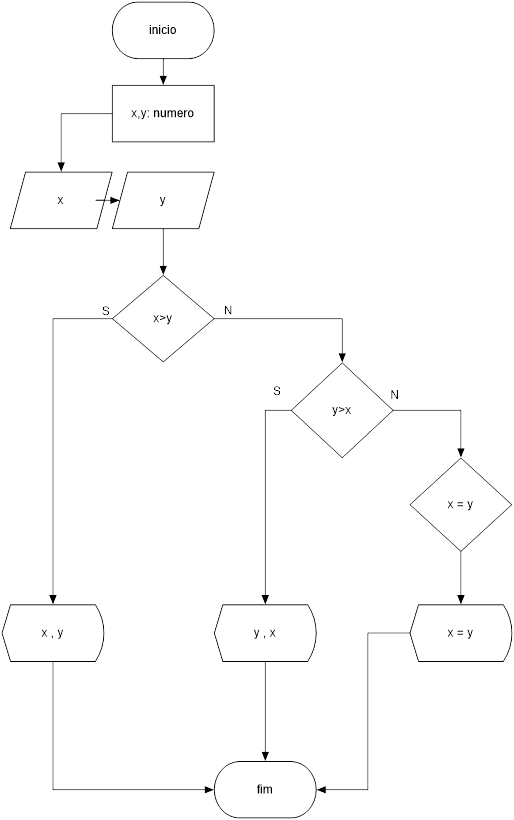 inicio
x,y: numero
x
y
x>y
S
N
y>x
S
N
x = y
x , y
y , x
x = y
fim